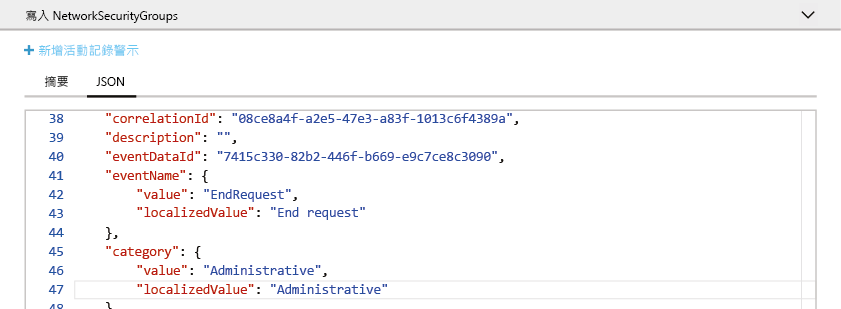 寫入 NetworkSecurityGroups
+ 新增活動記錄警示
摘要 JSON
38 "correlationId": "08ce8a4f-a2e5-47e3-a83f-1013c6f4389a",
39 "description": "",
40 "eventDataId": "7415c330-82b2-446f-b669-e9c7ce8c3090",
41 "eventName": {
42 "value": "EndRequest",
43 "localizedValue": "End request"
44 },
45 "category": {
46 "value": "Administrative",
47 "localizedValue": "Administrative"
48 }